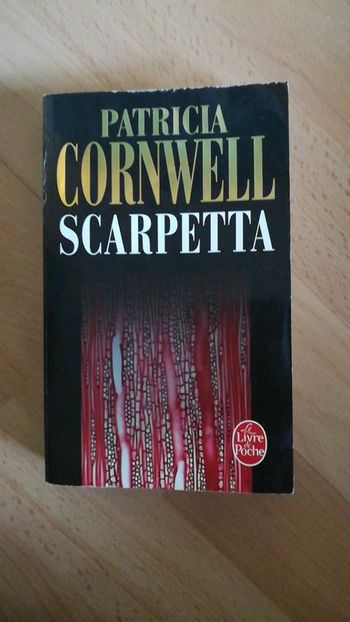 PATRICIA
CORNWELL
SCARPETTA
Le
Livre
de
Poche